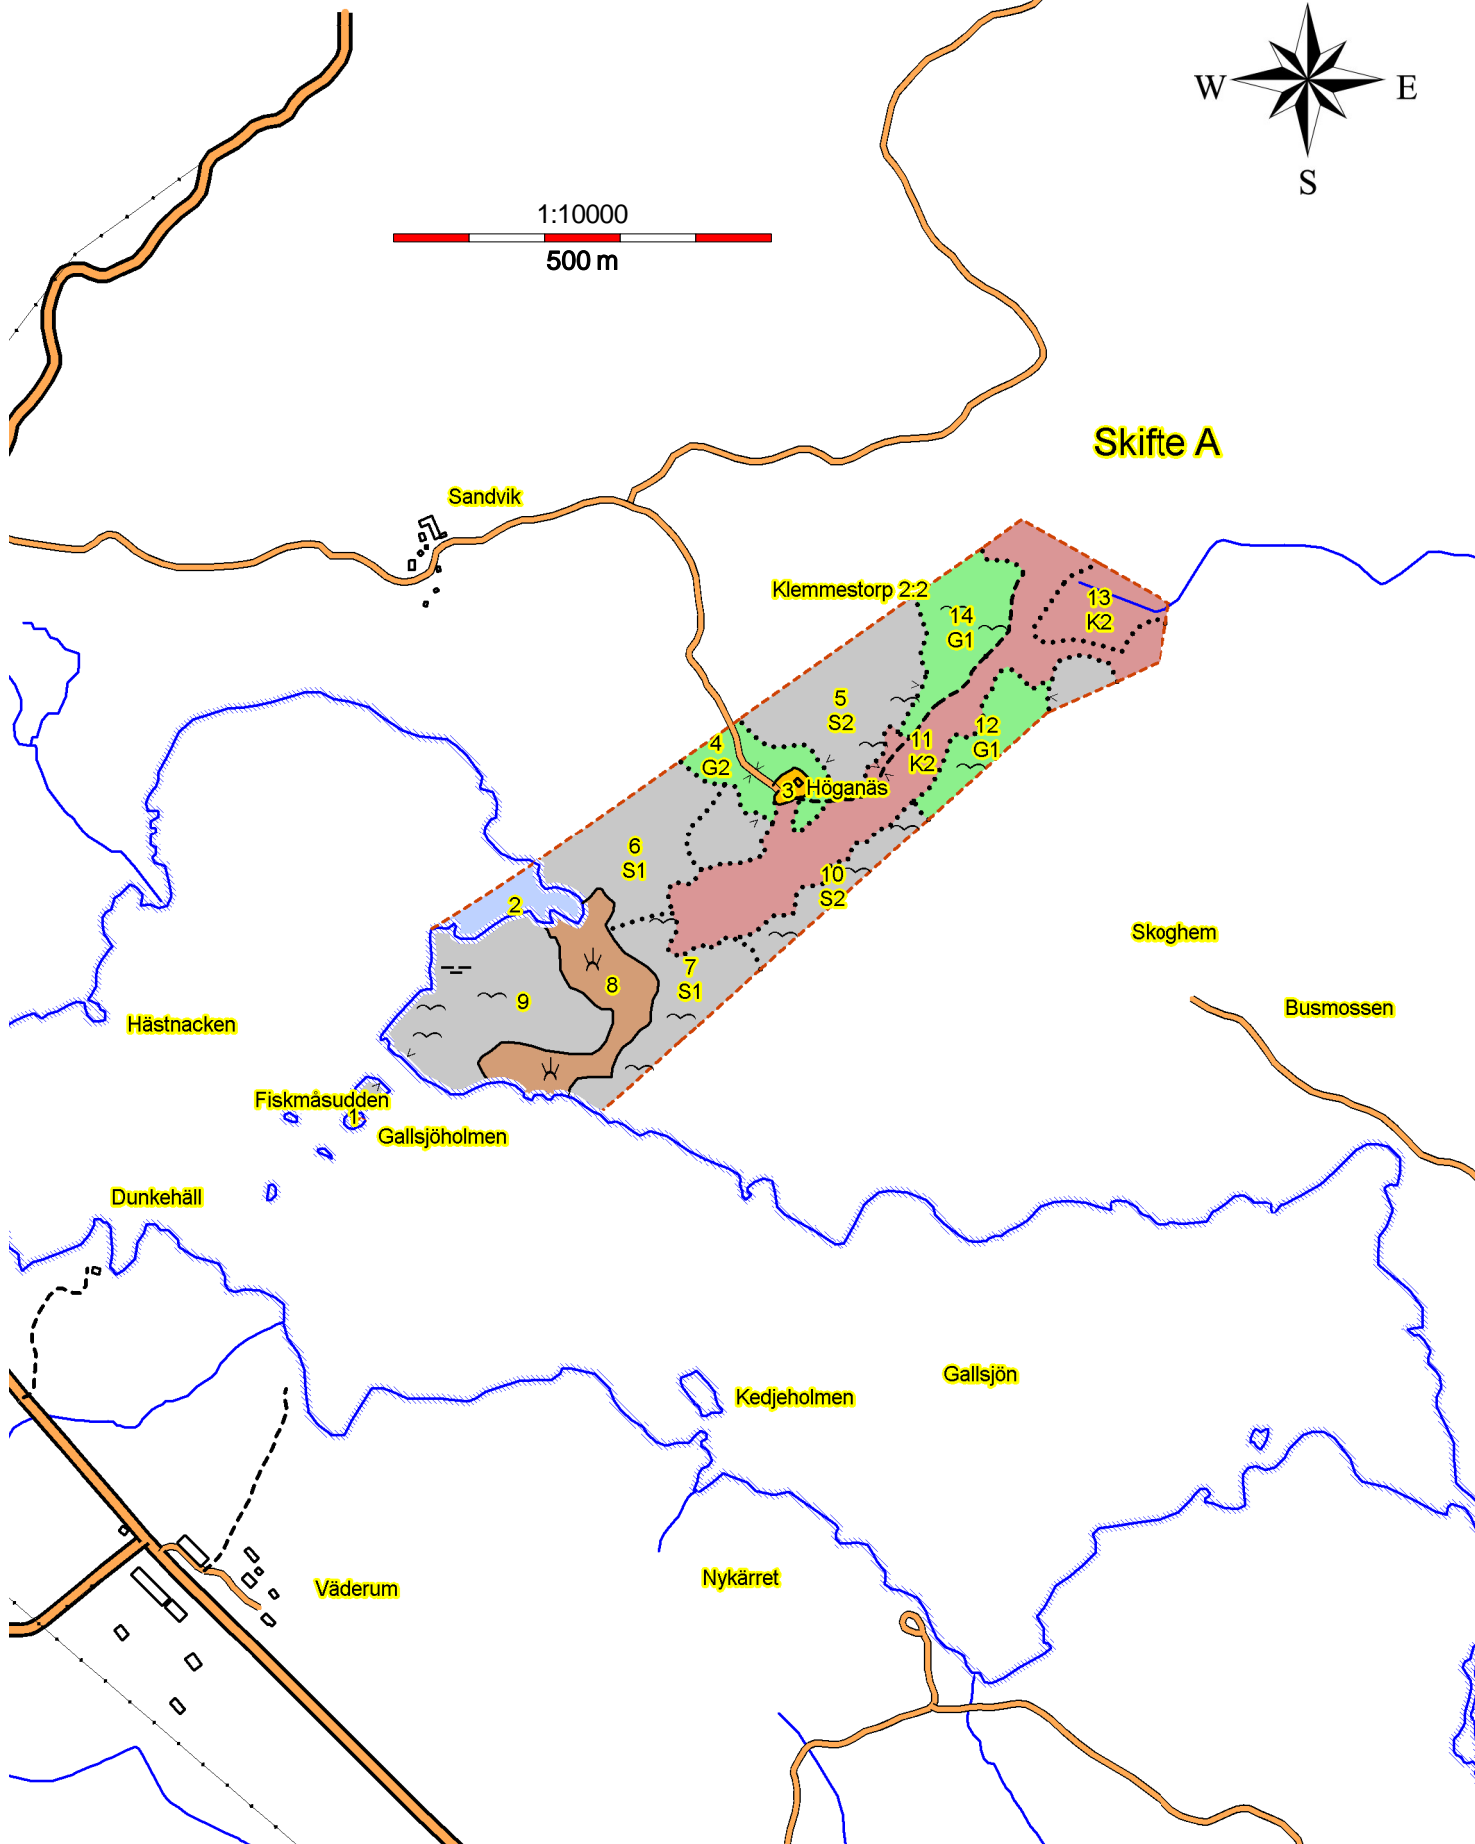 W
E
S
1:10000
500 m
Skifte A
Sandvik
Klemmestorp 2:2
13
K2
14
G1
5
S2
12
G1
11
K2
4
G2
3
Höganäs
6
S1
10
S2
2
7
S1
8
9
Skoghem
Busmossen
Hästnacken
Fiskmåsudden
1
Gallsjöholmen
Dunkehäll
Gallsjön
Kedjeholmen
Nykärret
Väderum